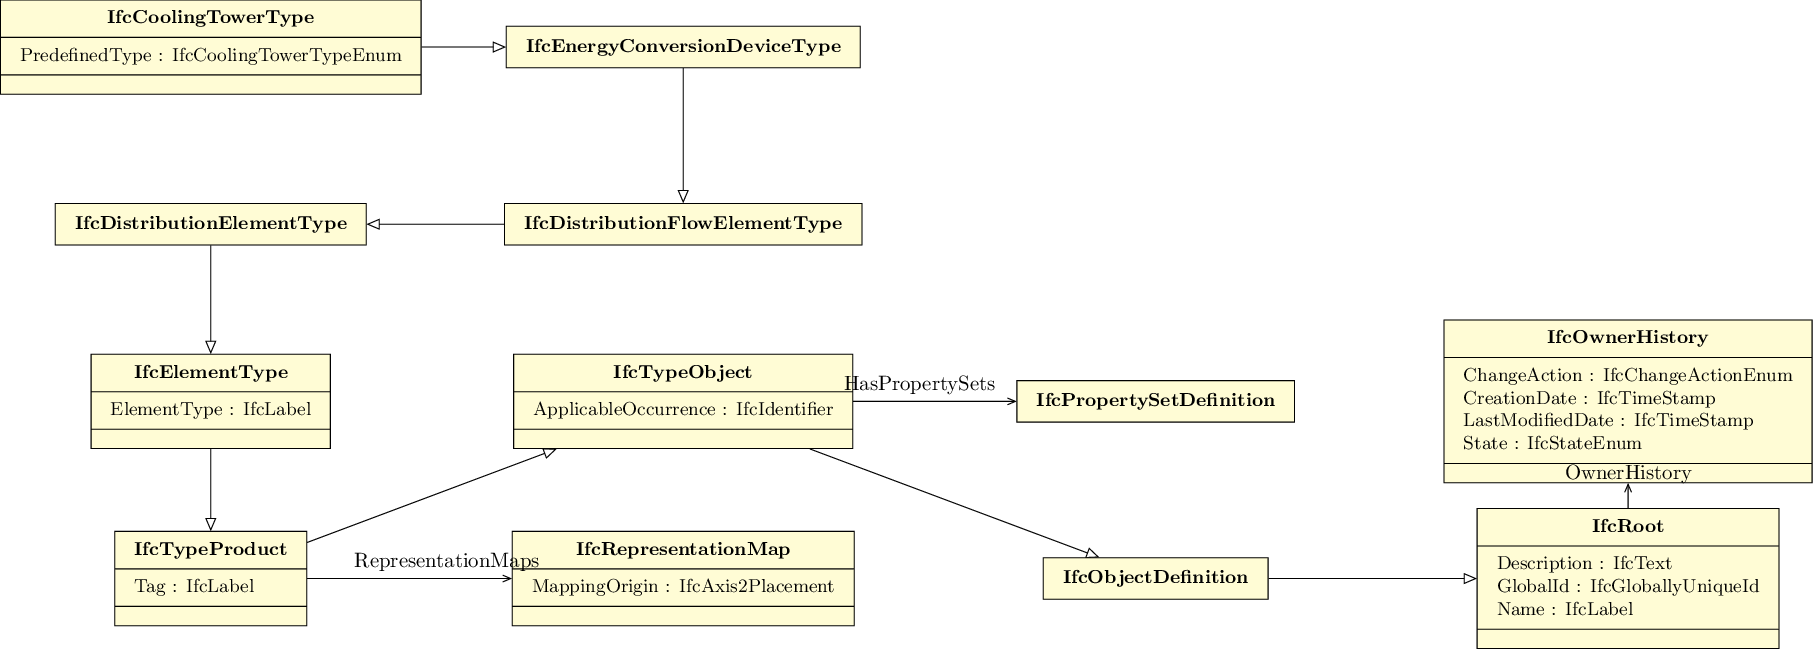 IfcCoolingTowerType
PredefinedType : IfcCoolingTowerTypeEnum
IfcEnergyConversionDeviceType
IfcDistributionElementType
IfcDistributionFlowElementType
IfcElementType
ElementType : IfcLabel
IfcTypeObject
ApplicableOccurrence : IfcIdentifier
HasPropertySets
IfcPropertySetDefinition
IfcOwnerHistory
ChangeAction : IfcChangeActionEnum
CreationDate : IfcTimeStamp
LastModifiedDate : IfcTimeStamp
State : IfcStateEnum
OwnerHistory
IfcTypeProduct
Tag : IfcLabel
RepresentationMaps
IfcRepresentationMap
MappingOrigin : IfcAxis2Placement
IfcObjectDefinition
IfcRoot
Description : IfcText
GlobalId : IfcGloballyUniqueId
Name : IfcLabel